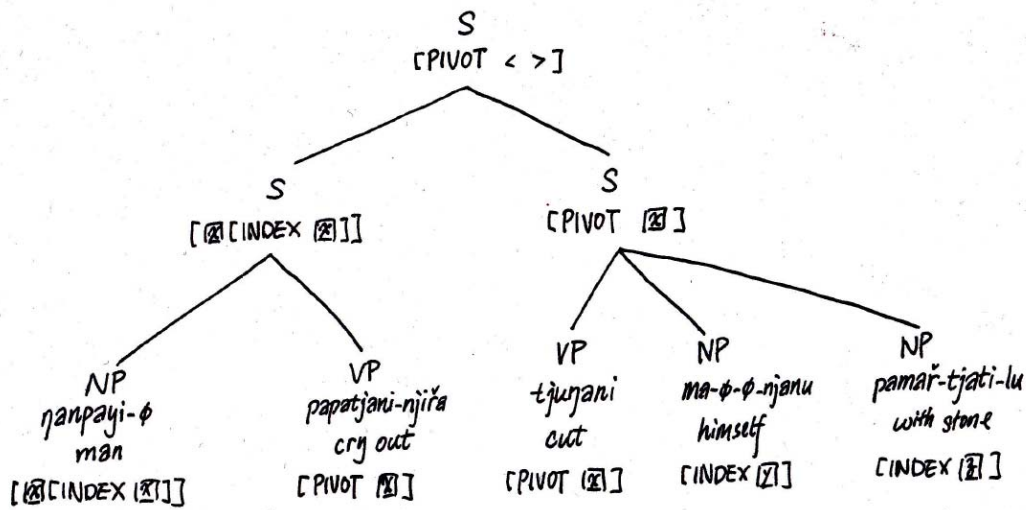 S
[PIVOT < >]
S
[x [INDEX x]]
S
[PIVOT x]
NP
ŋanpayi-ϕ
man
[x [INDEX x]]
VP
papatjani-njiřa
cry out
[PIVOT x]
VP
tjuŋani
cut
[PIVOT x]
NP
ma-ϕ-ϕ-njanu
himself
[INDEX y]
NP
pamař-tjati-lu
with stone
[INDEX z]